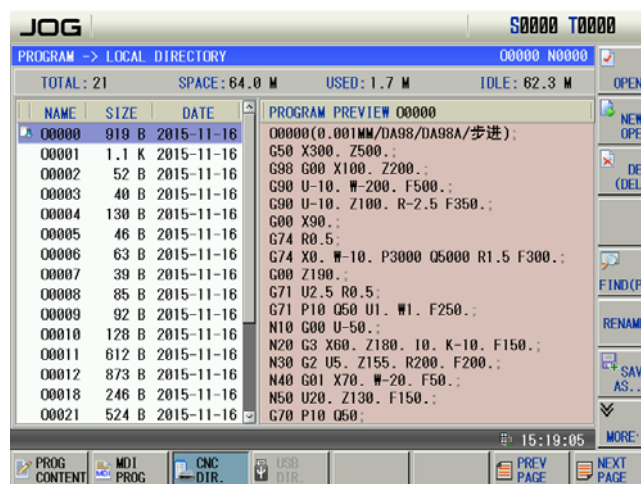 JOG
S0000 T0000
PROGRAM -> LOCAL DIRECTORY
O0000 N0000
TOTAL: 21 SPACE: 64.0 M USED: 1.7 M IDLE: 62.3 M
NAME SIZE DATE
O0000 919 B 2015-11-16
O0001 1.1 K 2015-11-16
O0002 52 B 2015-11-16
O0003 40 B 2015-11-16
O0004 130 B 2015-11-16
O0005 46 B 2015-11-16
O0006 63 B 2015-11-16
O0007 39 B 2015-11-16
O0008 85 B 2015-11-16
O0009 92 B 2015-11-16
O0010 128 B 2015-11-16
O0011 612 B 2015-11-16
O0012 873 B 2015-11-16
O0018 246 B 2015-11-16
O0021 524 B 2015-11-16
PROGRAM PREVIEW O0000
O0000(0.001MM/DA98/DA98A/步进);
G50 X300. Z500.;
G98 G00 X100. Z200.;
G90 U-10. W-200. F500.;
G90 U-10. Z100. R-2.5 F350.;
G00 X90.;
G74 R0.5;
G74 X0. W-10. P3000 Q5000 R1.5 F300.;
G00 Z190.;
G71 U2.5 R0.5;
G71 P10 Q50 U1. W1. F250.;
N10 G00 U-50.;
N20 G3 X60. Z180. I0. K-10. F150.;
N30 G2 U5. Z155. R200. F200.;
N40 G01 X70. W-20. F50.;
N50 U20. Z130. F150.;
G70 P10 Q50;
OPEN
NEW
OPE
DE
(DEL
FIND(P
RENAME
SAV
AS..
MORE
15:19:05
PROG
CONTENT
MDI
PROG
CNC
DIR.
USB
DIR.
PREV
PAGE
NEXT
PAGE